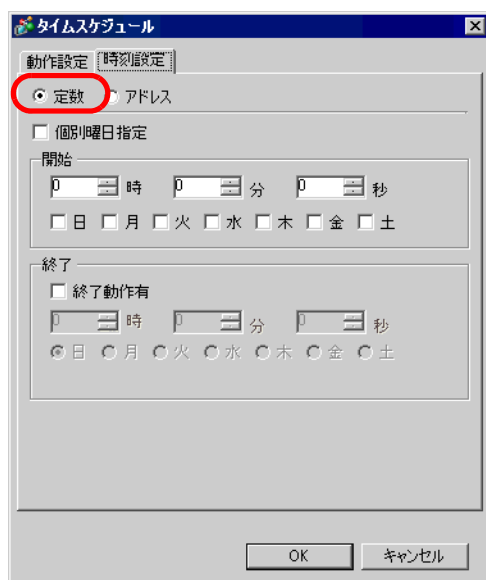 タイムスケジュール
動作設定 時刻設定
定数 アドレス
個別曜日指定
開始
0 時 0 分 0 秒
日 月 火 水 木 金 土
終了
終了動作有
0 時 0 分 0 秒
日 月 火 水 木 金 土
OK キャンセル